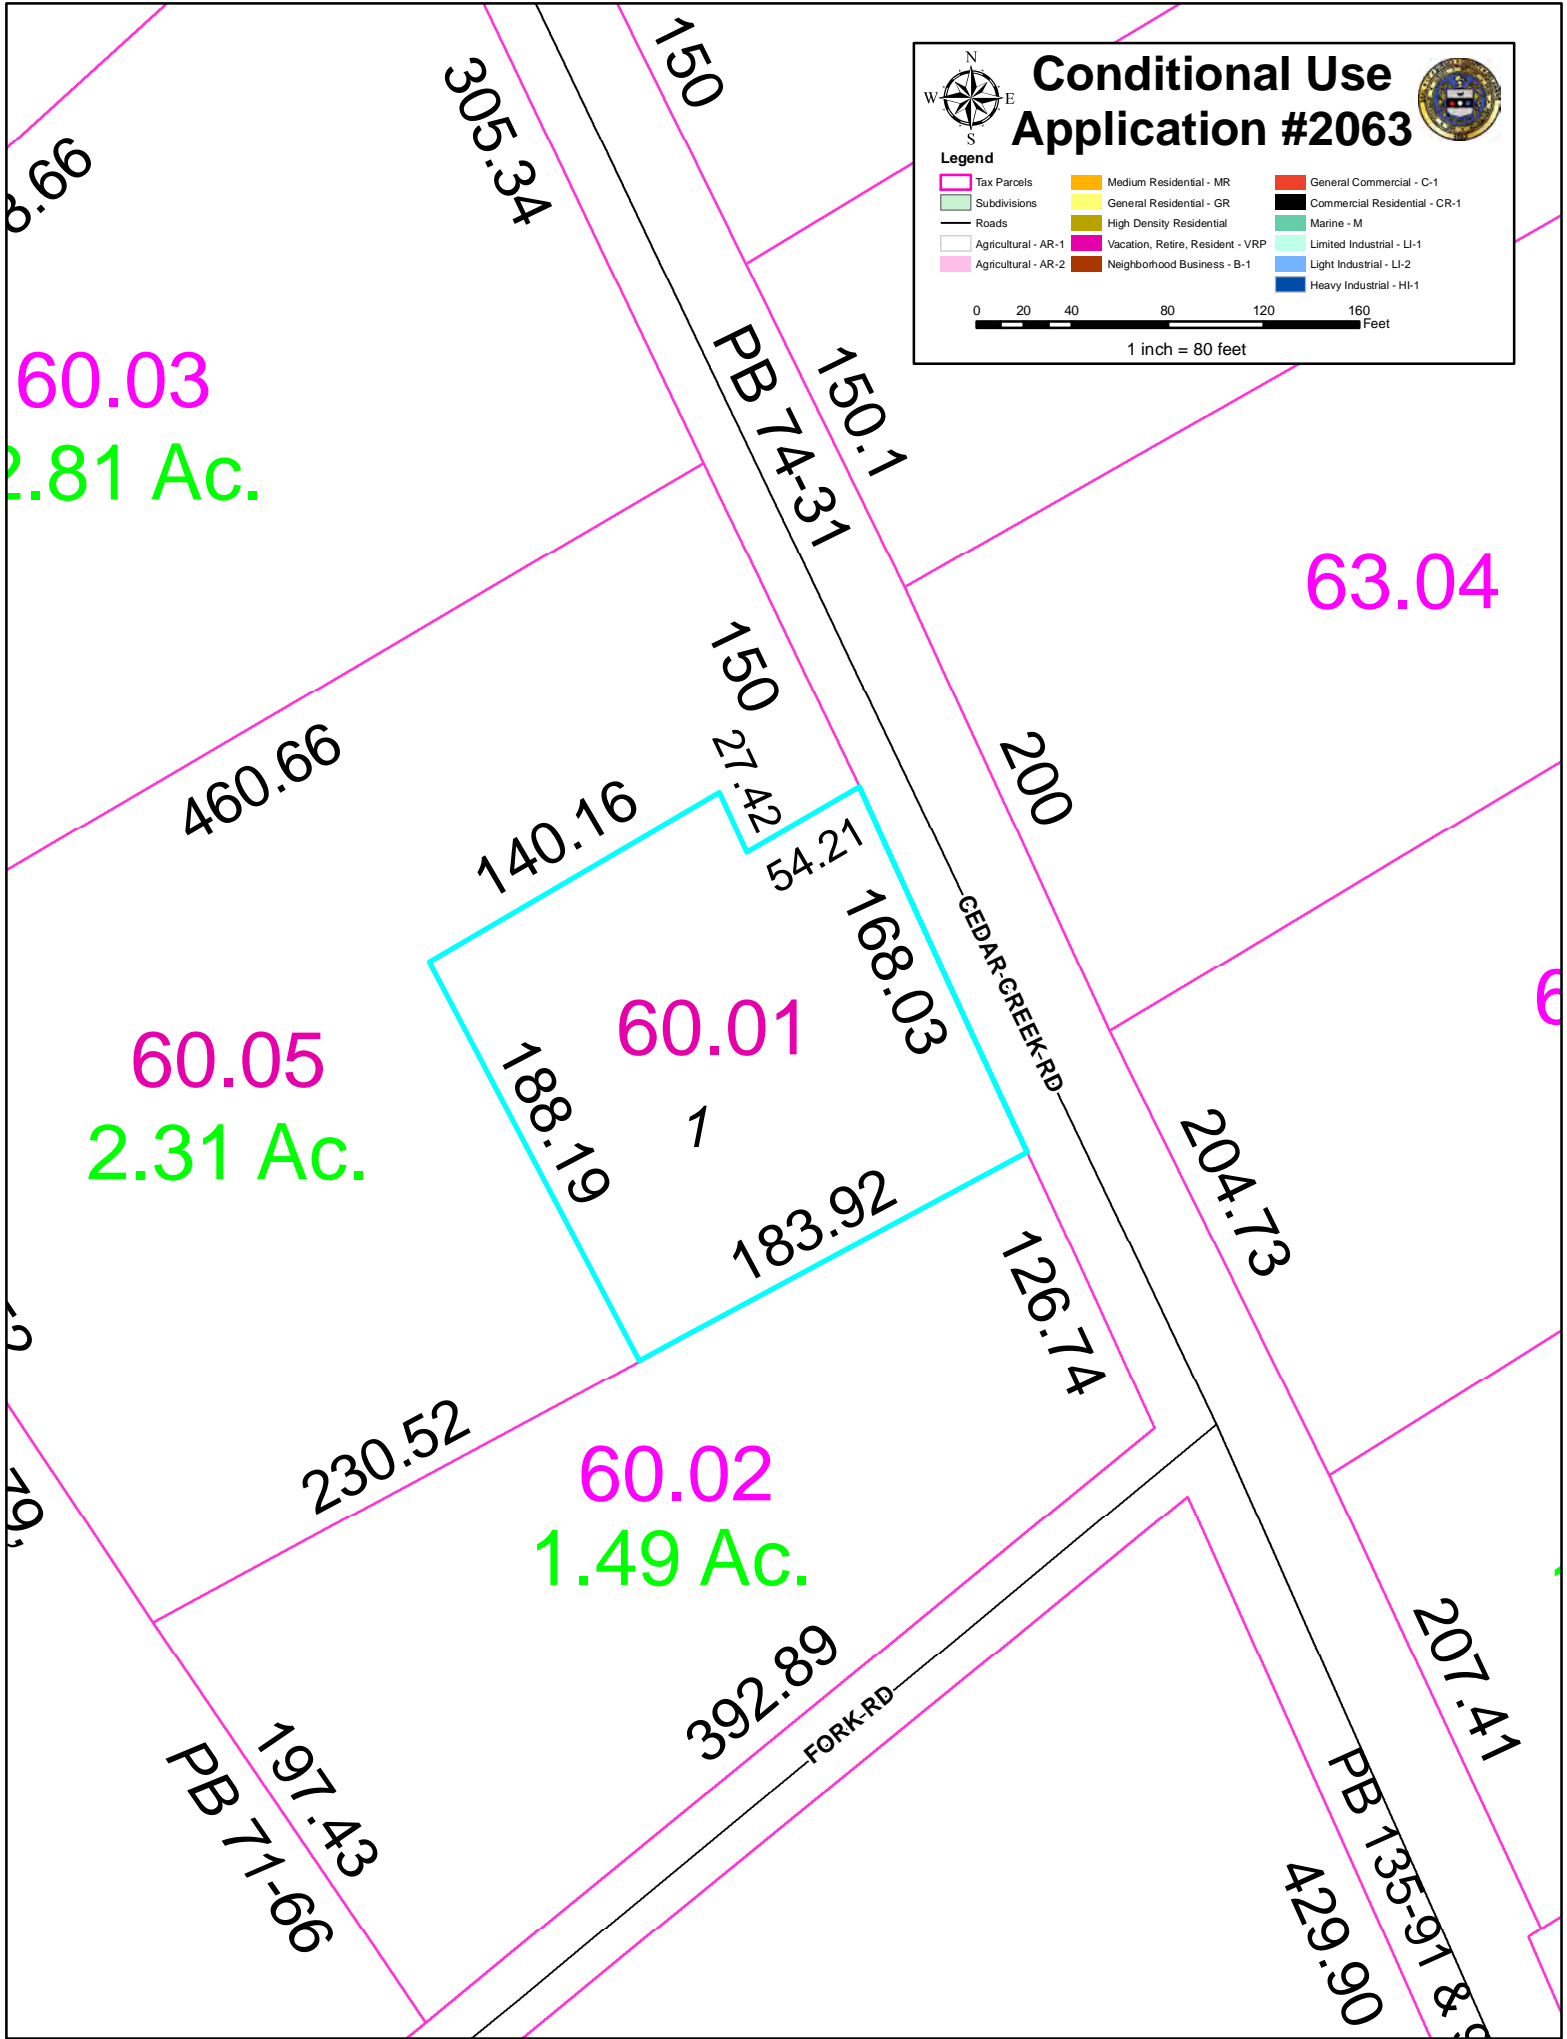 N
W E
S
Conditional Use
Application #2063
Legend
Tax Parcels
Subdivisions
Roads
Agricultural - AR-1
Agricultural - AR-2
Medium Residential - MR
General Residential - GR
High Density Residential
Vacation, Retire, Resident - VRP
Neighborhood Business - B-1
General Commercial - C-1
Commercial Residential - CR-1
Marine - M
Limited Industrial - LI-1
Light Industrial - LI-2
Heavy Industrial - HI-1
0 20 40 80 120 160
Feet
1 inch = 80 feet
150
305.34
8.66
60.03
2.81 Ac.
PB 74-31
150.1
63.04
150
27.42
460.66
140.16
54.21
200
168.03
CEDAR-CREEK-RD
60.01
1
60.05
2.31 Ac.
188.19
183.92
204.73
126.74
230.52
60.02
1.49 Ac.
79,
392.89
FORK-RD
207.41
197.43
PB 71-66
PB 135-91 &
429.90